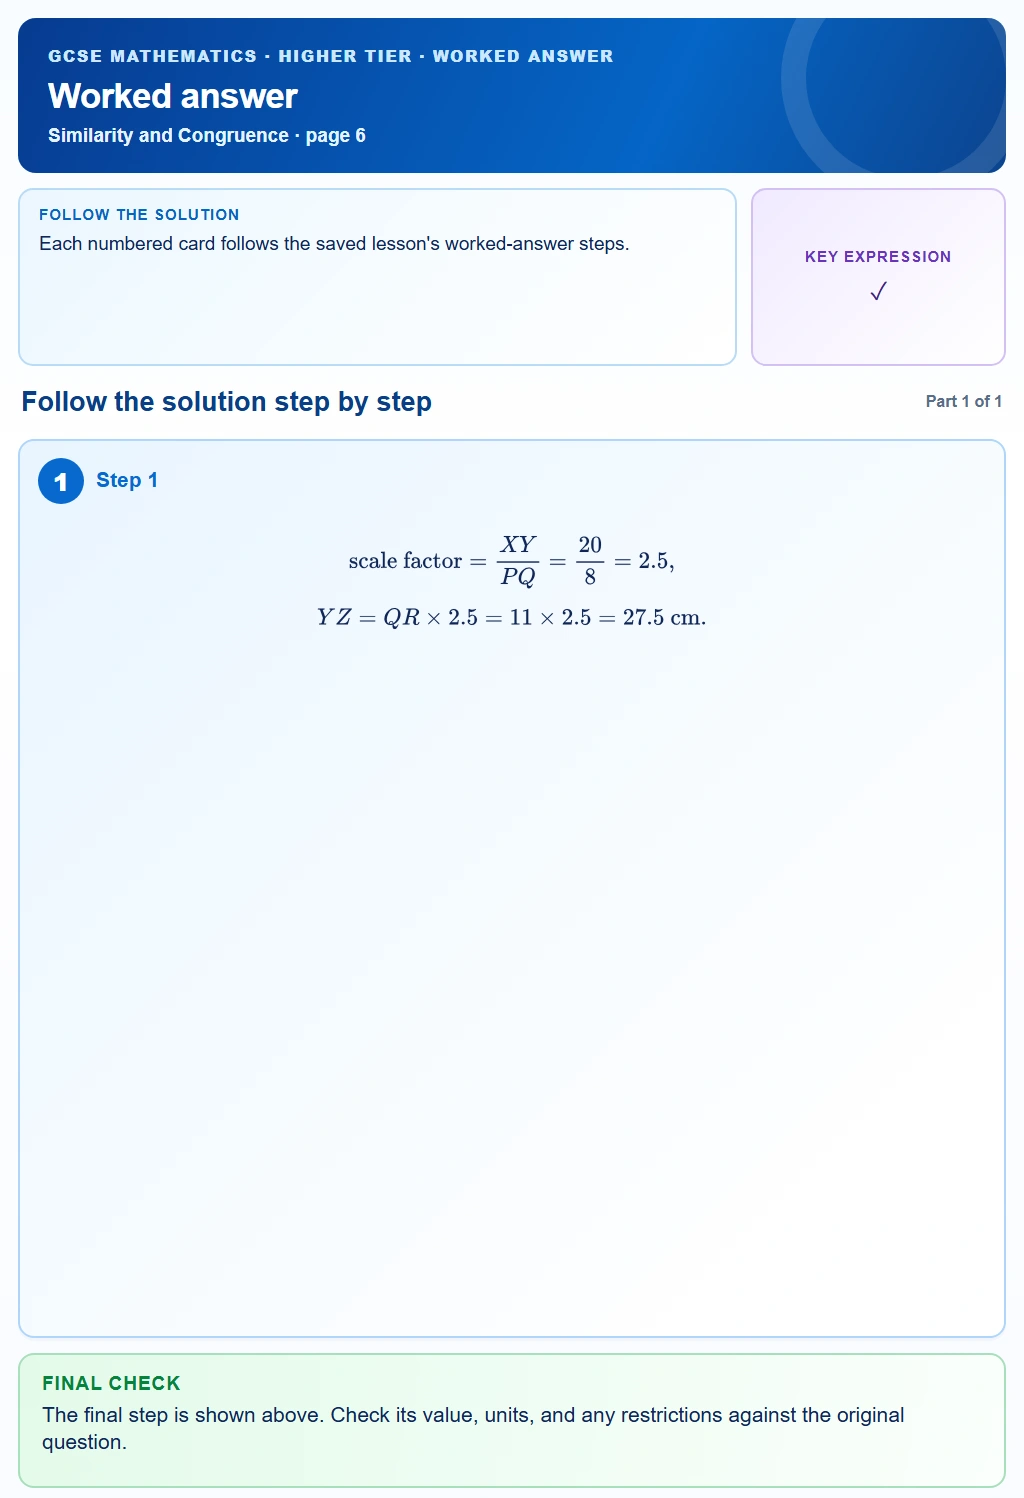 GCSE MATHEMATICS · HIGHER TIER · WORKED ANSWER
Worked answer
Similarity and Congruence · page 6
FOLLOW THE SOLUTION
Each numbered card follows the saved lesson's worked-answer steps.
KEY EXPRESSION
✓
Follow the solution step by step
Part 1 of 1
1 Step 1
scale factor = XY/PQ = 20/8 = 2.5,
YZ = QR × 2.5 = 11 × 2.5 = 27.5 cm.
FINAL CHECK
The final step is shown above. Check its value, units, and any restrictions against the original
question.